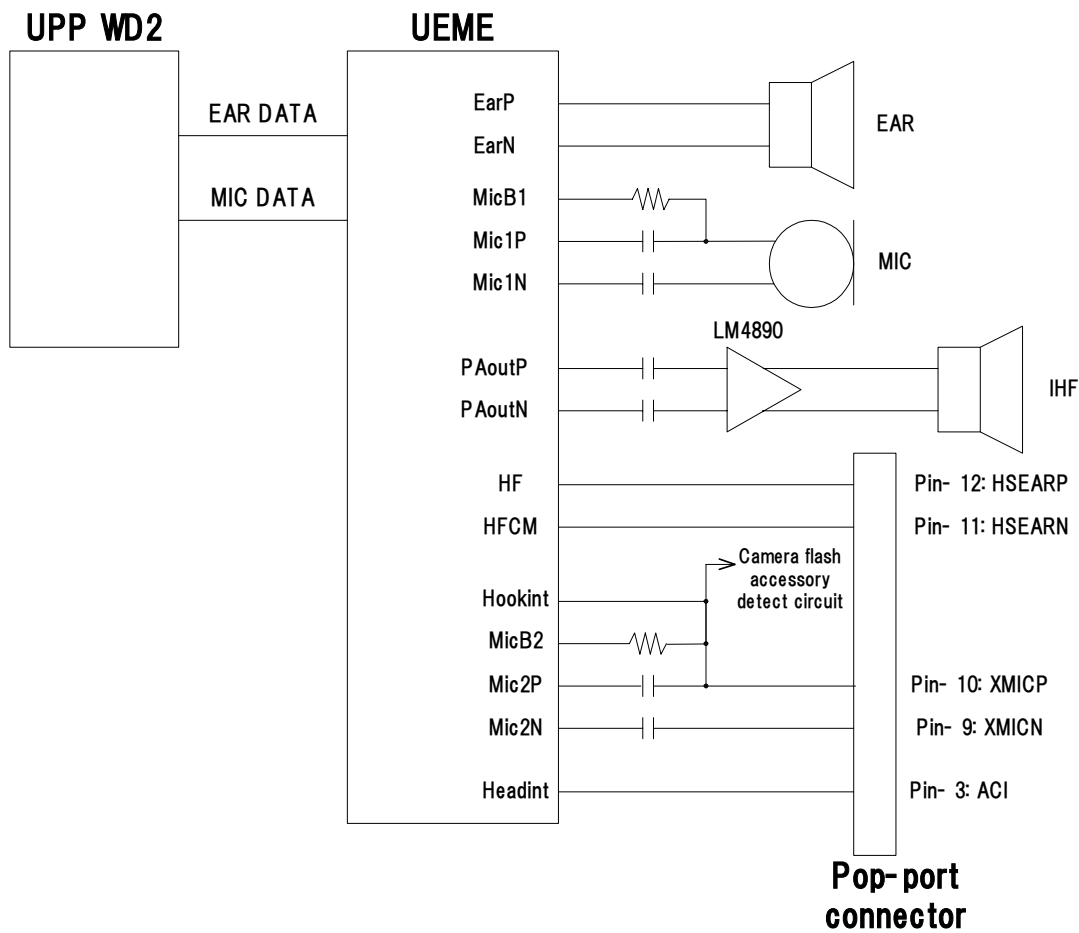 UPP WD2
UEME
EAR DATA
MIC DATA
EarP
EarN
EAR
MicB1
Mic1P
Mic1N
MIC
LM4890
PAoutP
PAoutN
IHF
HF
HFCM
Pin- 12: HSEARP
Pin- 11: HSEARN
Camera flash
accessory
detect circuit
Hookint
MicB2
Mic2P
Mic2N
Pin- 10: XMICP
Pin- 9: XMICN
Headint
Pin- 3: ACI
Pop-port
connector